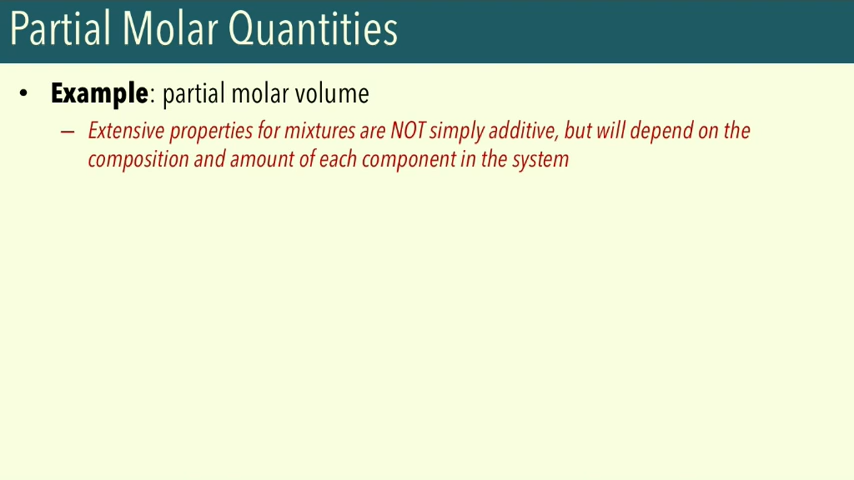 Partial Molar Quantities
• Example: partial molar volume
– Extensive properties for mixtures are NOT simply additive, but will depend on the
composition and amount of each component in the system